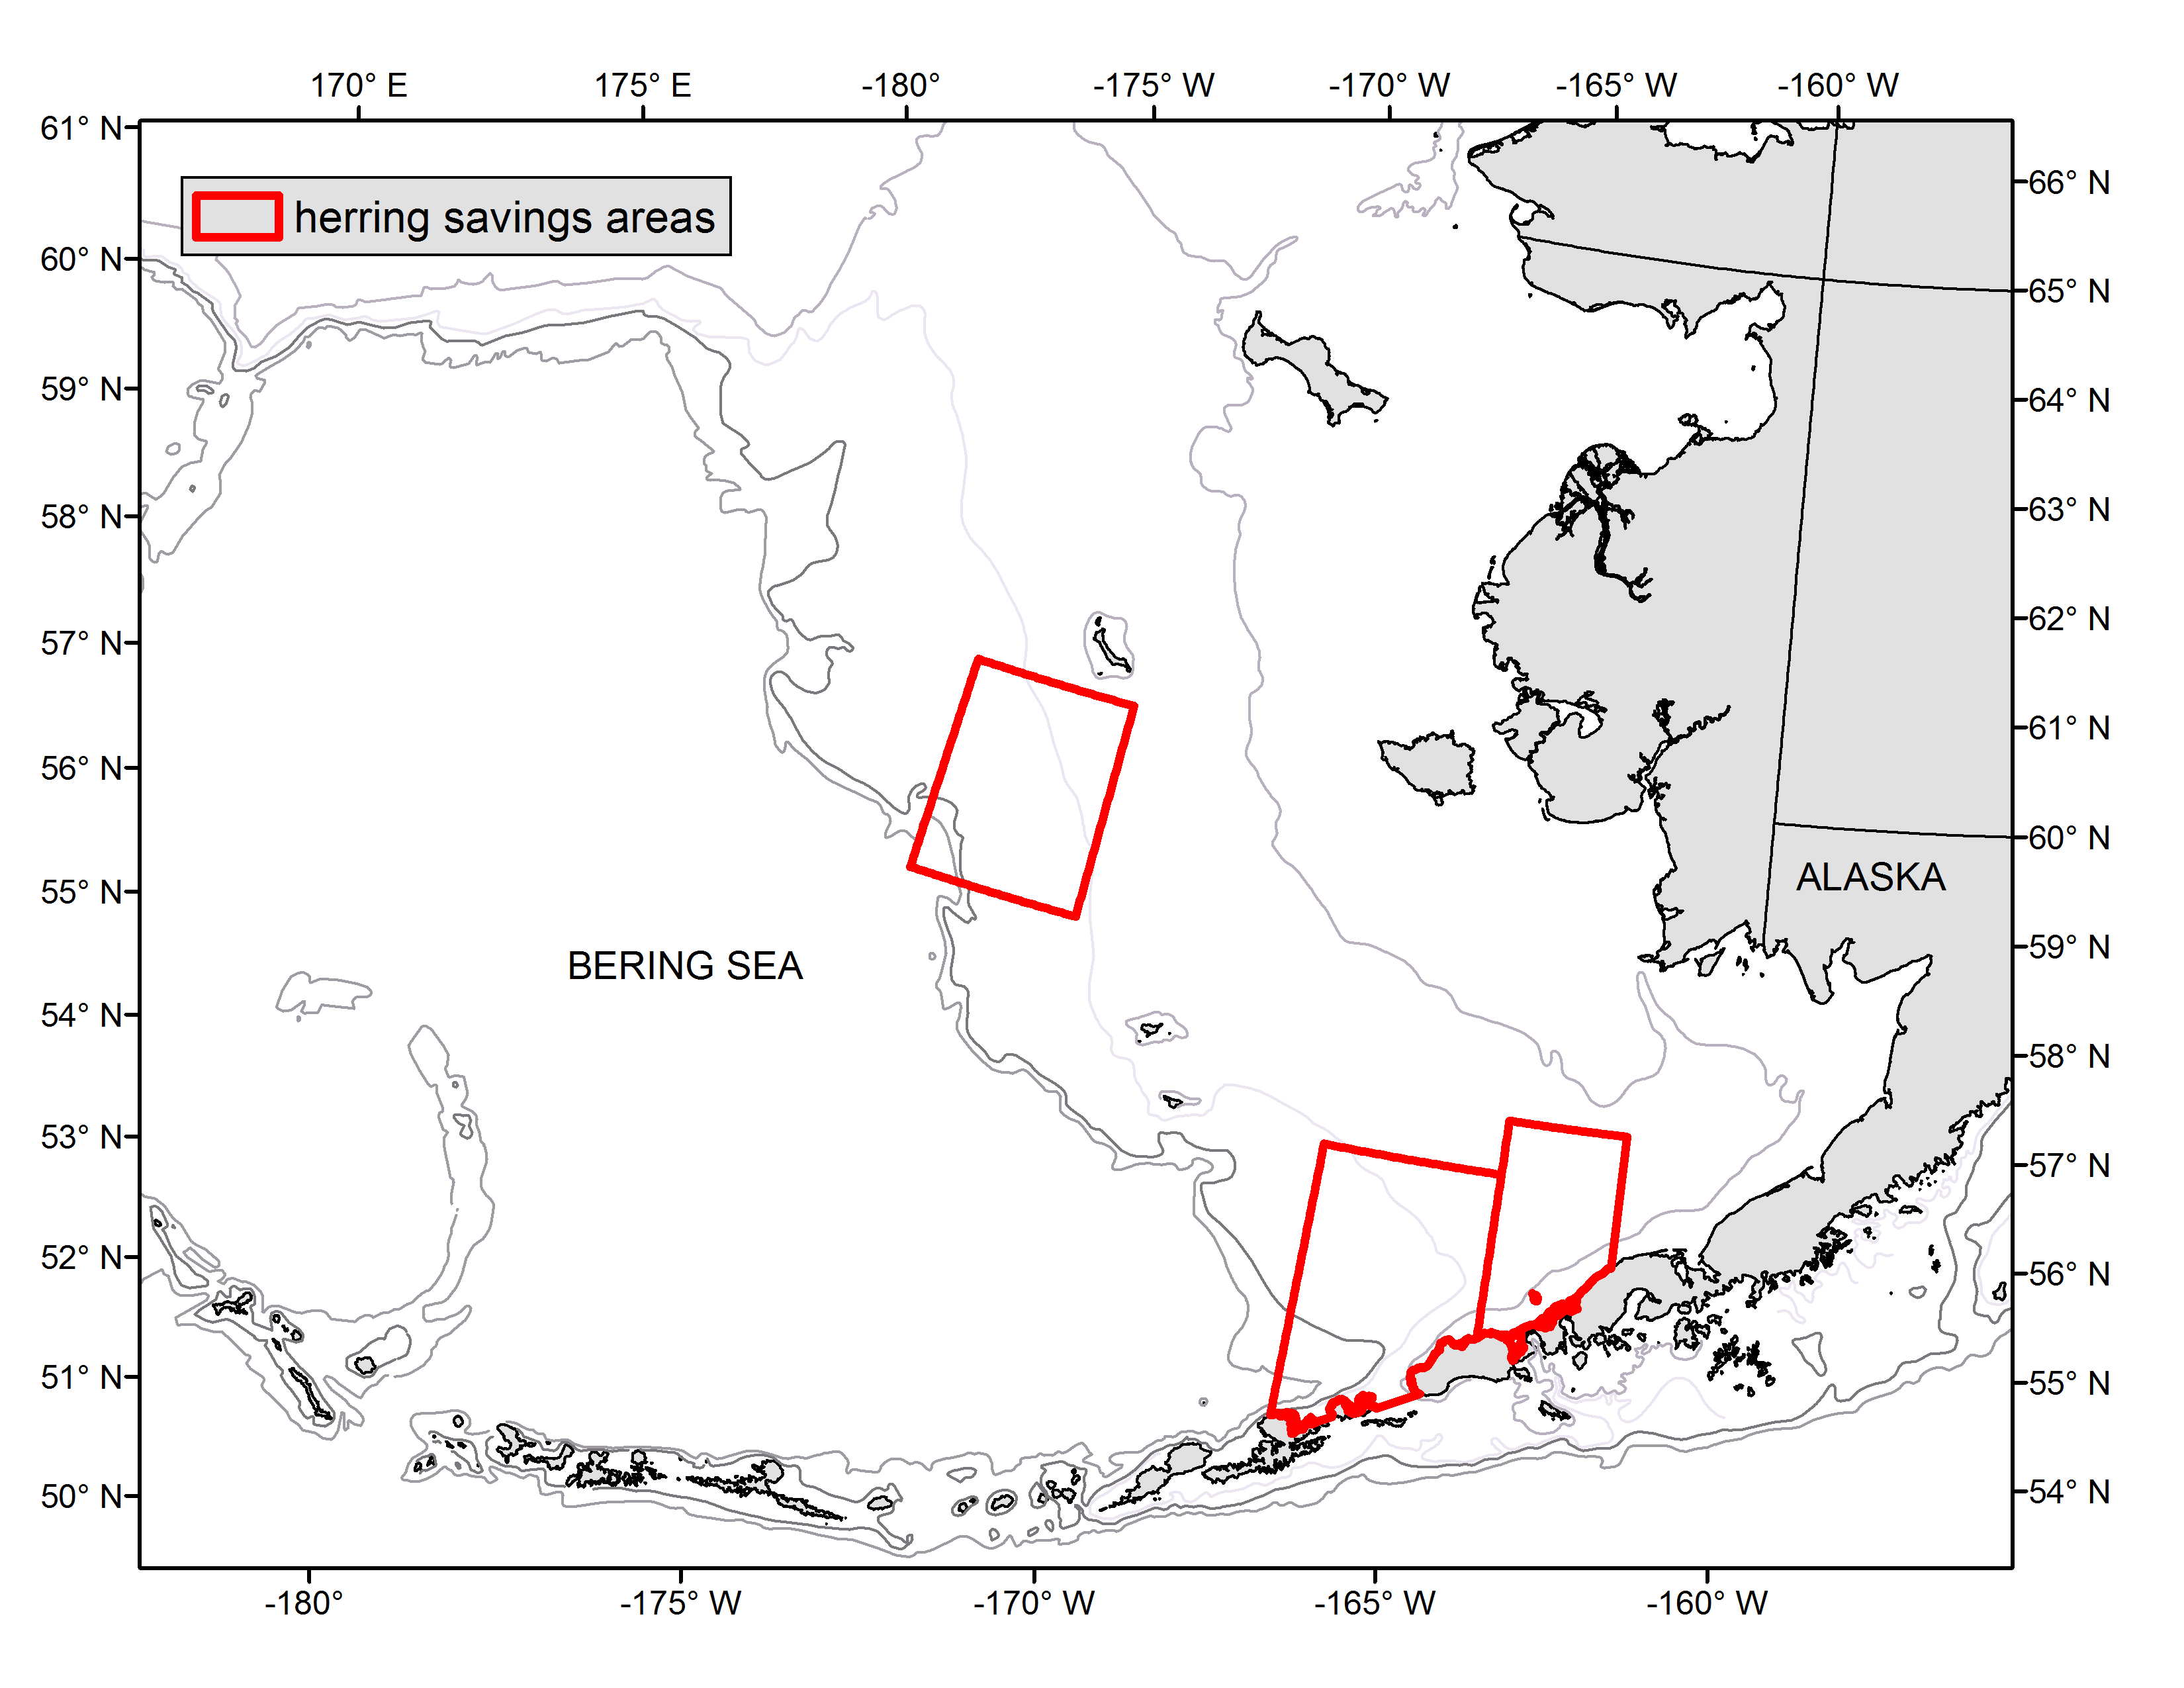 170° E 175° E -180° -175° W -170° W -165° W -160° W
61° N
66° N
herring savings areas
60° N
65° N
59° N
64° N
58° N
63° N
57° N
62° N
61° N
56° N
60° N
ALASKA
55° N
59° N
BERING SEA
54° N
58° N
53° N
57° N
52° N
56° N
51° N
55° N
50° N
54° N
-180° -175° W -170° W -165° W -160° W